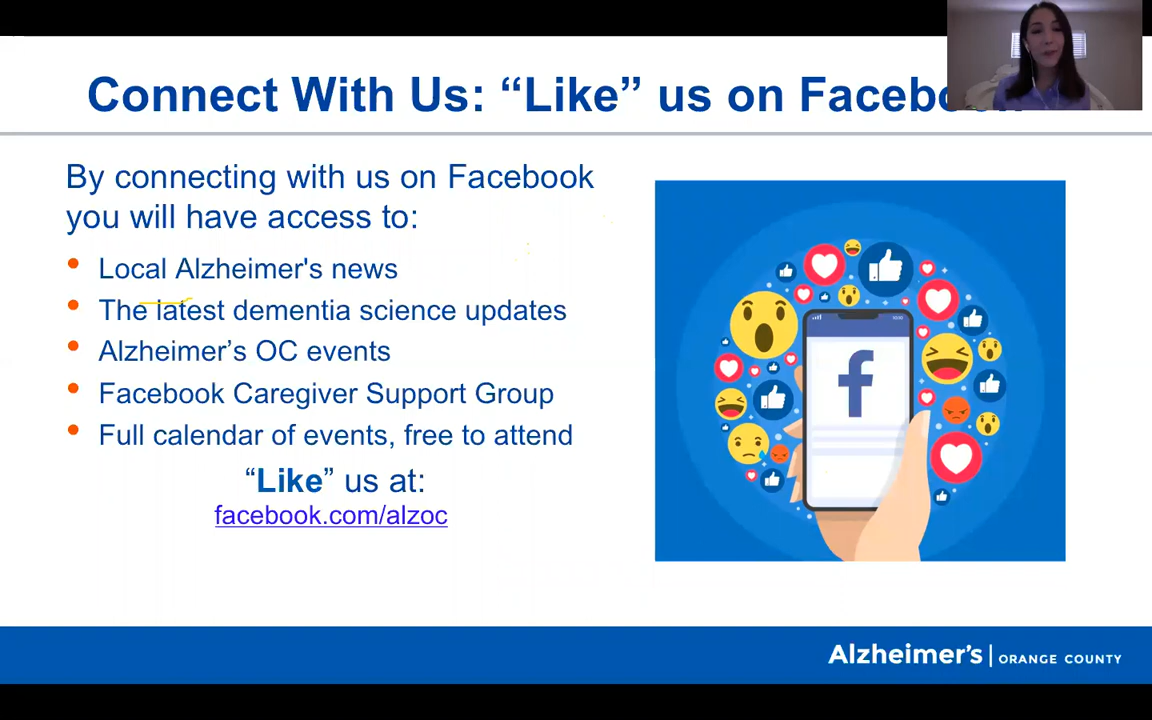 Connect With Us: “Like” us on Facebo
By connecting with us on Facebook
you will have access to:
• Local Alzheimer's news
• The latest dementia science updates
• Alzheimer’s OC events
• Facebook Caregiver Support Group
• Full calendar of events, free to attend
“Like” us at:
facebook.com/alzoc
f
Alzheimer’s | ORANGE COUNTY